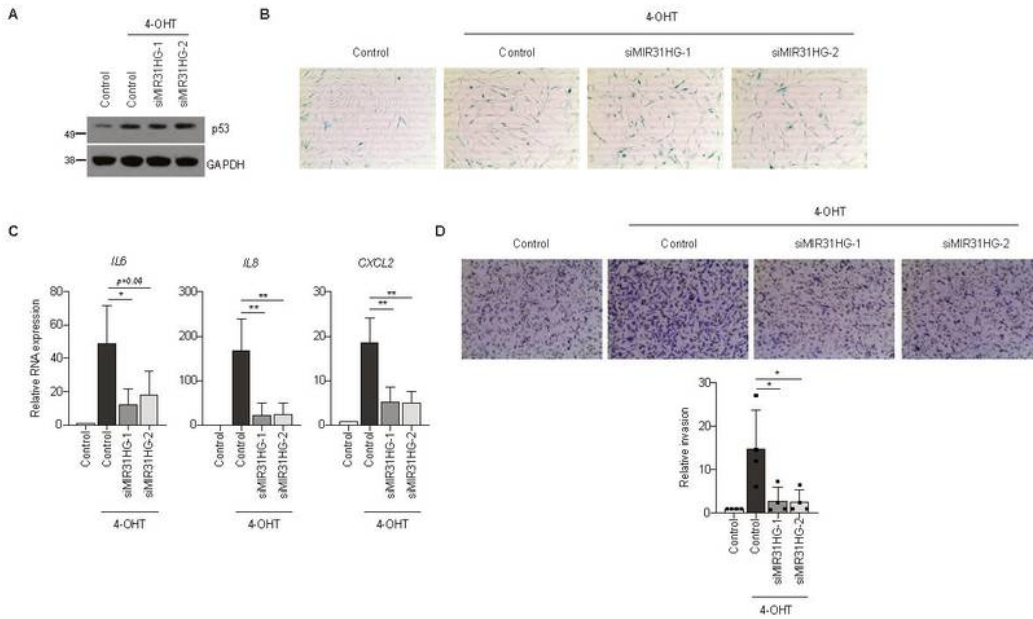 A
4-OHT
Control
Control
siMIR31HG-1
siMIR31HG-2
49
p53
38
GAPDH
B
4-OHT
Control
Control
siMIR31HG-1
siMIR31HG-2
C
IL6
IL8
CXCL2
Relative RNA expression
80
60
40
20
0
p=0.06
*
Control
Control
siMIR31HG-1
siMIR31HG-2
4-OHT
300
200
100
0
**
**
Control
Control
siMIR31HG-1
siMIR31HG-2
4-OHT
30
20
10
0
**
**
Control
Control
siMIR31HG-1
siMIR31HG-2
4-OHT
D
4-OHT
Control
Control
siMIR31HG-1
siMIR31HG-2
Relative invasion
30
20
10
0
*
*
Control
Control
siMIR31HG-1
siMIR31HG-2
4-OHT